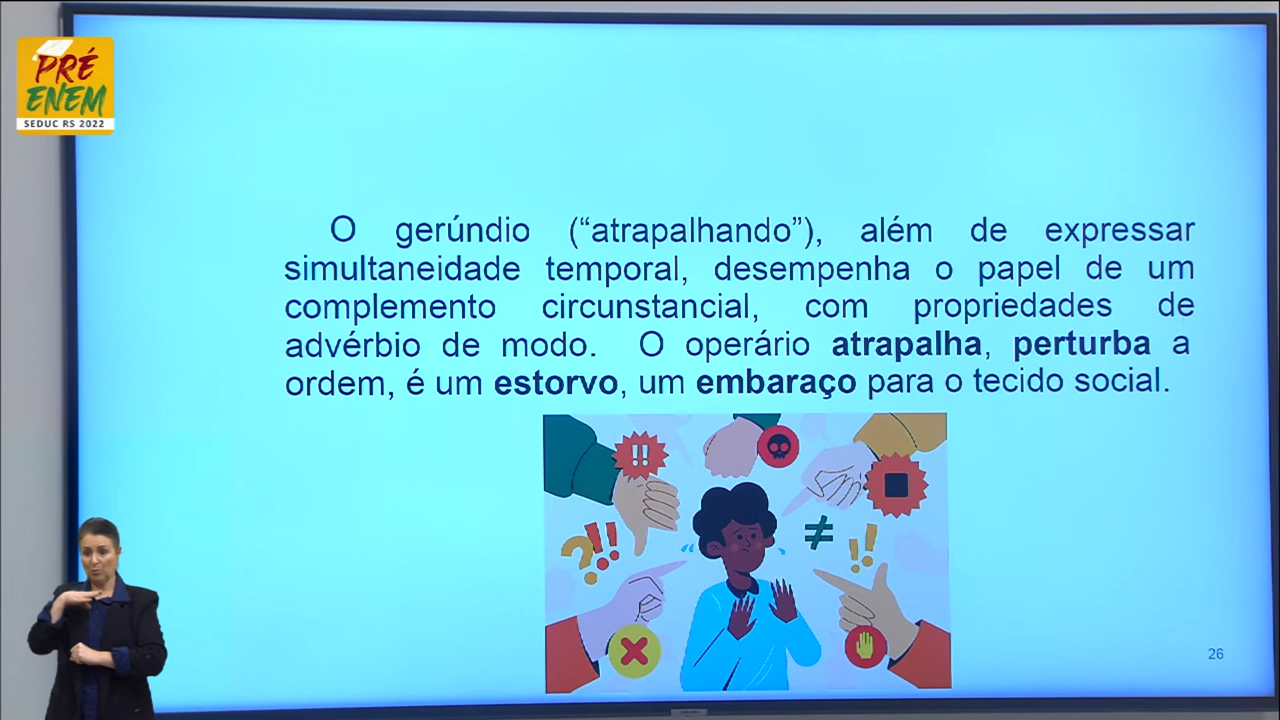 PRÉ
ENEM
SEDUC RS 2022
O gerúndio (“atrapalhando”), além de expressar
simultaneidade temporal, desempenha o papel de um
complemento circunstancial, com propriedades de
advérbio de modo. O operário atrapalha, perturba a
ordem, é um estorvo, um embaraço para o tecido social.
!!
?!!
≠
!!
26